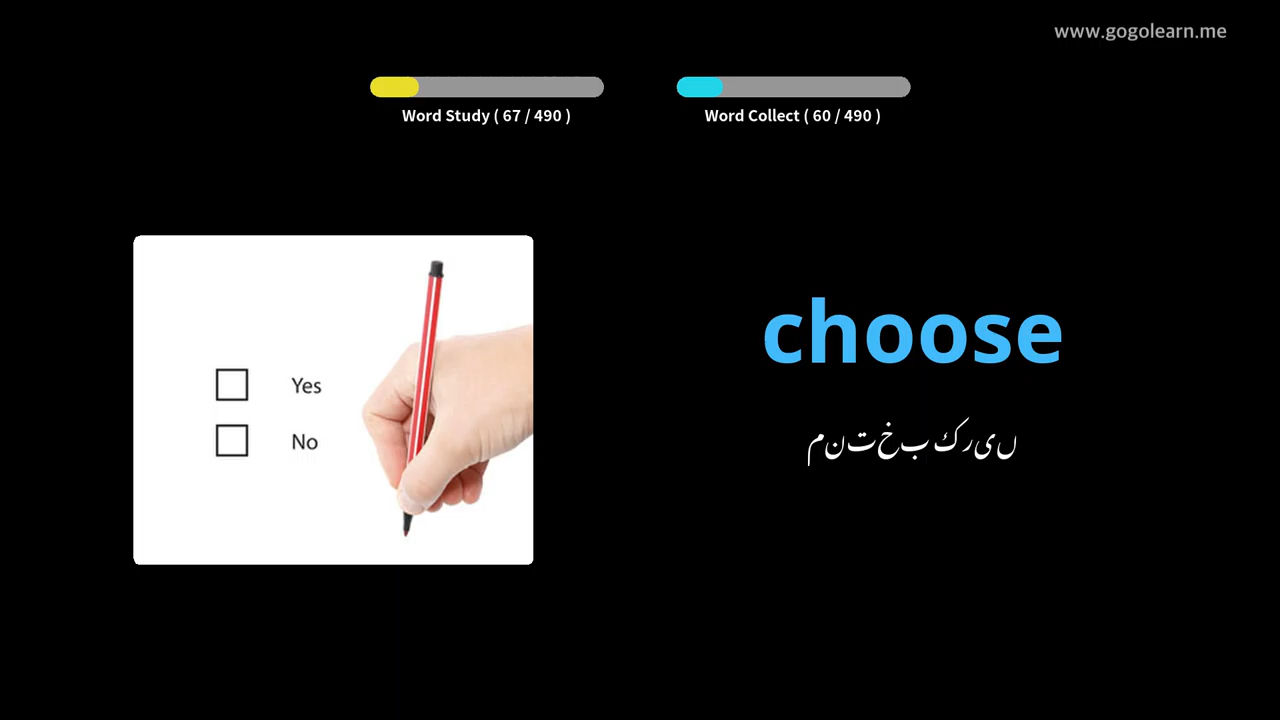 www.gogolearn.me
Word Study ( 67 / 490 )
Word Collect ( 60 / 490 )
Yes
No
choose
منتخب کریں